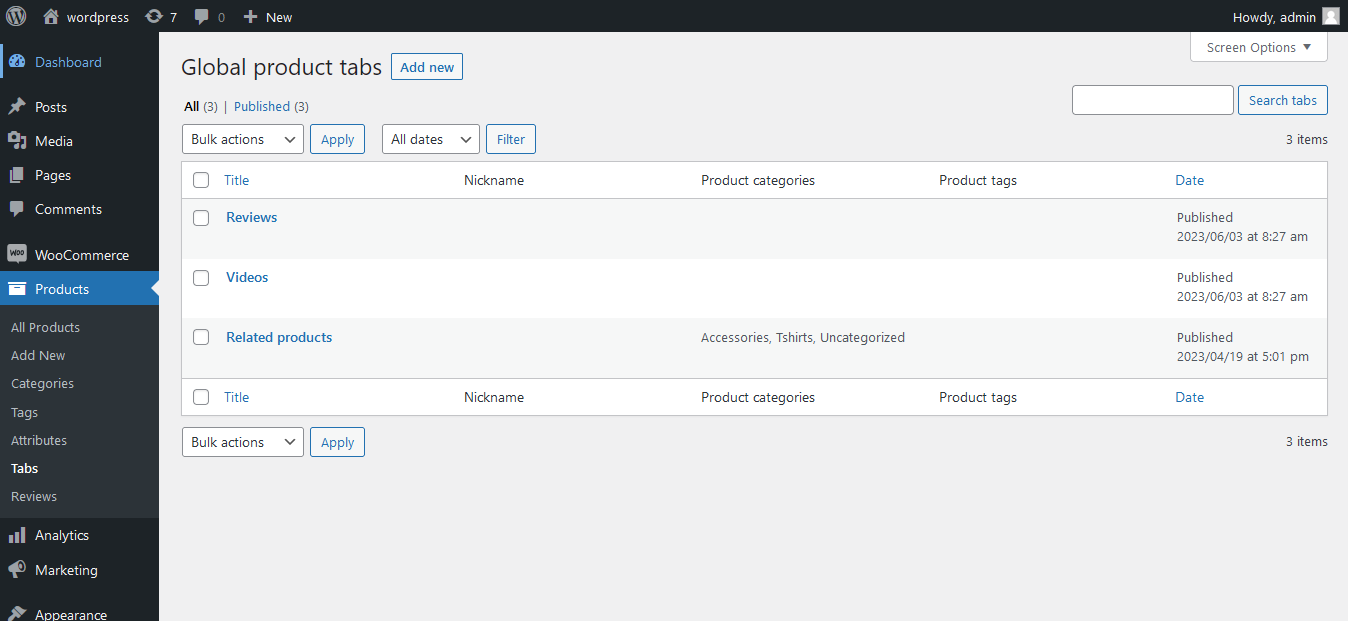 wordpress 7 0 New Howdy, admin
Dashboard
Posts
Media
Pages
Comments
WOO WooCommerce
Products
All Products
Add New
Categories
Tags
Attributes
Tabs
Reviews
Analytics
Marketing
Appearance
Screen Options
Global product tabs Add new
All (3) | Published (3)
Search tabs
Bulk actions Apply All dates Filter 3 items
Title Nickname Product categories Product tags Date
Reviews Published
2023/06/03 at 8:27 am
Videos Published
2023/06/03 at 8:27 am
Related products Accessories, Tshirts, Uncategorized Published
2023/04/19 at 5:01 pm
Title Nickname Product categories Product tags Date
Bulk actions Apply 3 items